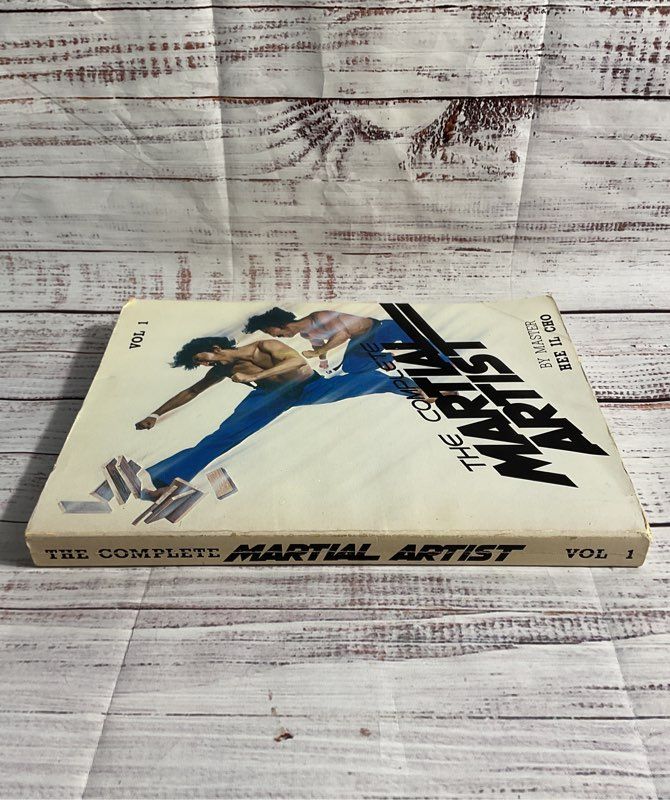 VOL 1
THE COMPLETE
MARTIAL
ARTIST
BY MASTER
HEE IL CHO
THE COMPLETE MARTIAL ARTIST VOL 1